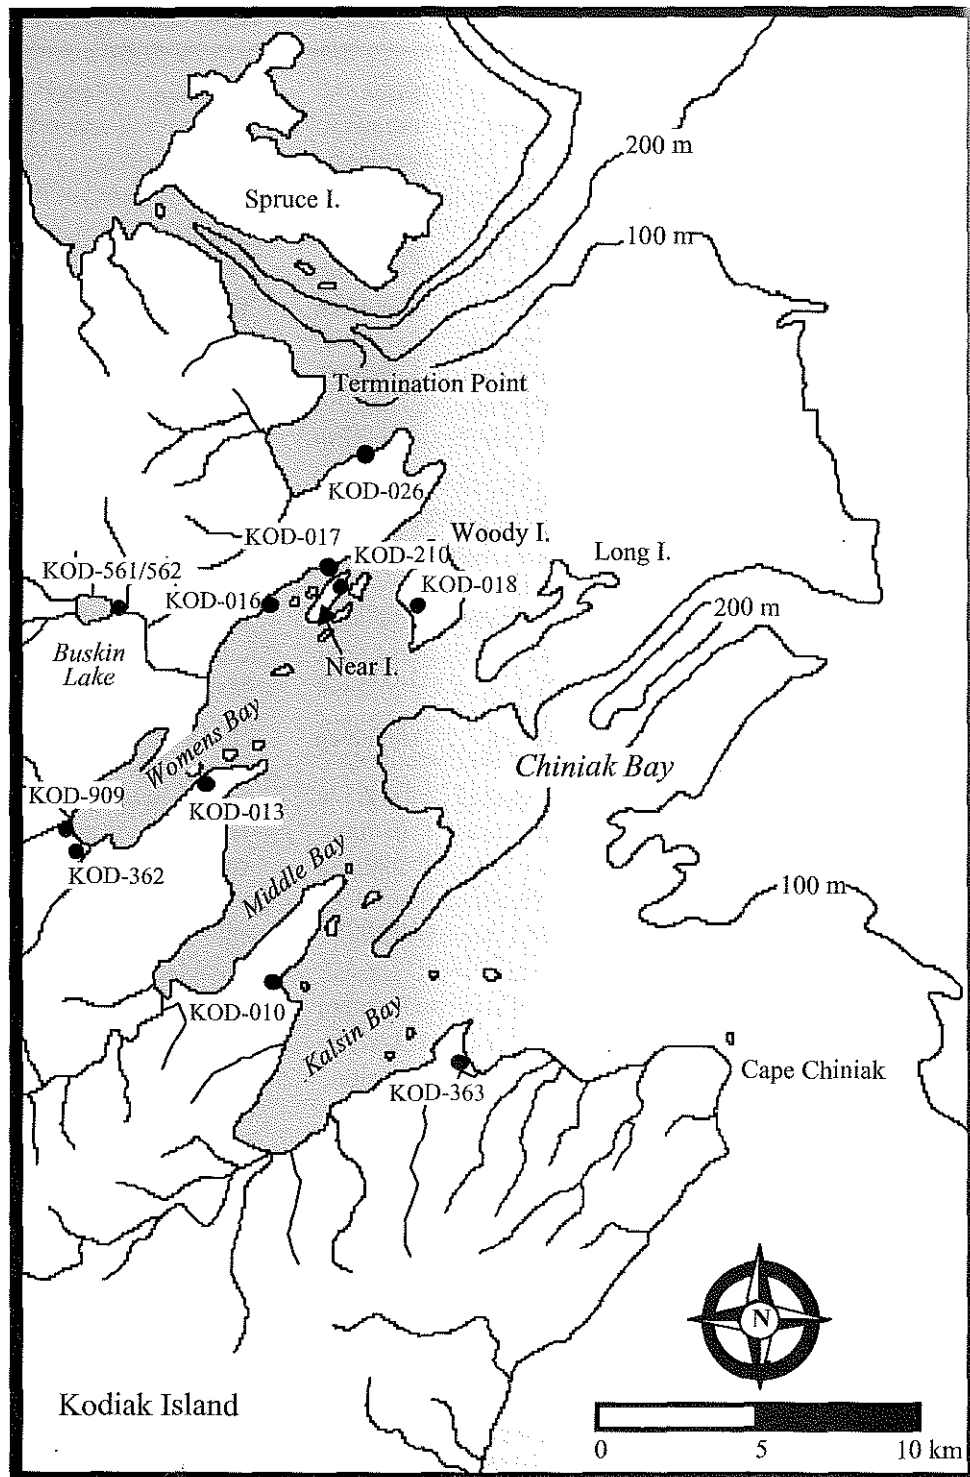 200 m
Spruce I.
100 m
Termination Point
KOD-026
KOD-017
Woody I.
KOD-210
Long I.
KOD-561/562
KOD-018
KOD-016
200 m
Buskin
Lake
Near I.
Womens Bay
Chiniak Bay
KOD-909
KOD-013
KOD-362
Middle Bay
100 m
KOD-010
Kalsin Bay
Cape Chiniak
KOD-363
N
Kodiak Island
0 5 10 km